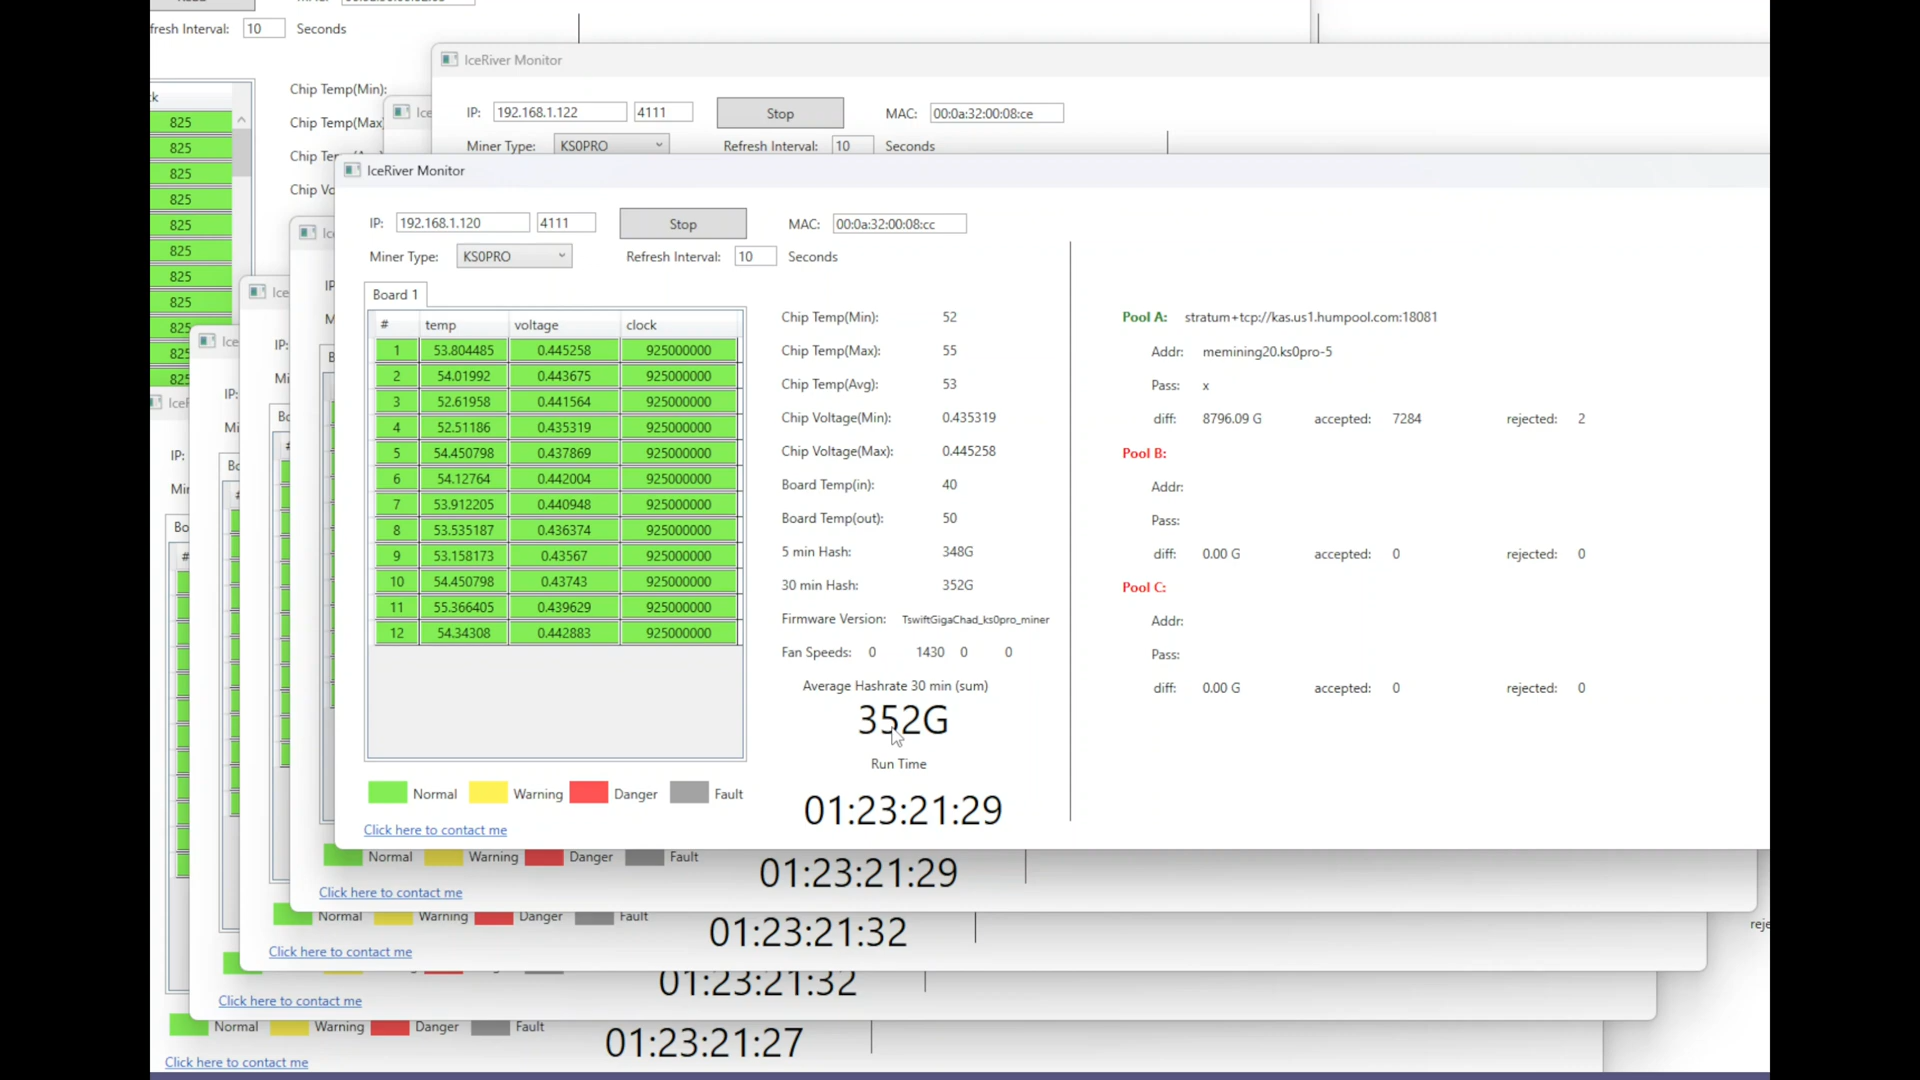 fresh Interval: 10 Seconds
Chip Temp(Min):
825
825
825
825
825
825
825
825
IceRiver Monitor
IP: 192.168.1.122 4111 Stop MAC: 00:0a:32:00:08:ce
Miner Type: KS0PRO Refresh Interval: 10 Seconds
IceRiver Monitor
IP: 192.168.1.120 4111 Stop MAC: 00:0a:32:00:08:cc
Miner Type: KS0PRO Refresh Interval: 10 Seconds
Board 1
# temp voltage clock
1 53.804485 0.445258 925000000
2 54.01992 0.443675 925000000
3 52.61958 0.441564 925000000
4 52.51186 0.435319 925000000
5 54.450798 0.437869 925000000
6 54.12764 0.442004 925000000
7 53.912205 0.440948 925000000
8 53.535187 0.436374 925000000
9 53.158173 0.43567 925000000
10 54.450798 0.43743 925000000
11 55.366405 0.439629 925000000
12 54.34308 0.442883 925000000
Normal Warning Danger Fault
Click here to contact me
Chip Temp(Min): 52
Chip Temp(Max): 55
Chip Temp(Avg): 53
Chip Voltage(Min): 0.435319
Chip Voltage(Max): 0.445258
Board Temp(in): 40
Board Temp(out): 50
5 min Hash: 348G
30 min Hash: 352G
Firmware Version: TswiftGigaChad_ks0pro_miner
Fan Speeds: 0 1430 0 0
Average Hashrate 30 min (sum)
352G
Run Time
01:23:21:29
Pool A: stratum+tcp://kas.us1.humpool.com:18081
Addr: memining20.ks0pro-5
Pass: x
diff: 8796.09 G accepted: 7284 rejected: 2
Pool B:
Addr:
Pass:
diff: 0.00 G accepted: 0 rejected: 0
Pool C:
Addr:
Pass:
diff: 0.00 G accepted: 0 rejected: 0
Normal Warning Danger Fault
01:23:21:29
Click here to contact me
Normal Warning Danger Fault
01:23:21:32
Click here to contact me
01:23:21:32
Click here to contact me
Normal Warning Danger Fault
01:23:21:27
Click here to contact me